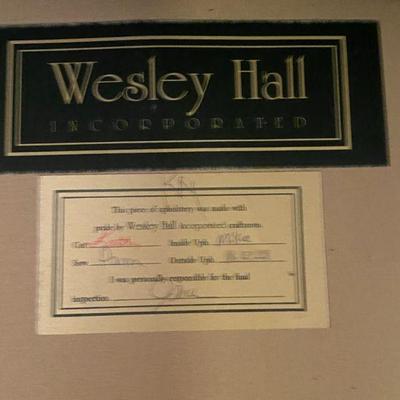 Wesley Hall
INCORPORATED
This piece of upholstery was made with
pride by Wesley Hall incorporated craftsmen.
Cut: Inside Uph. Mike
Sew: Outside Uph.
I was personally responsible for the final
inspection